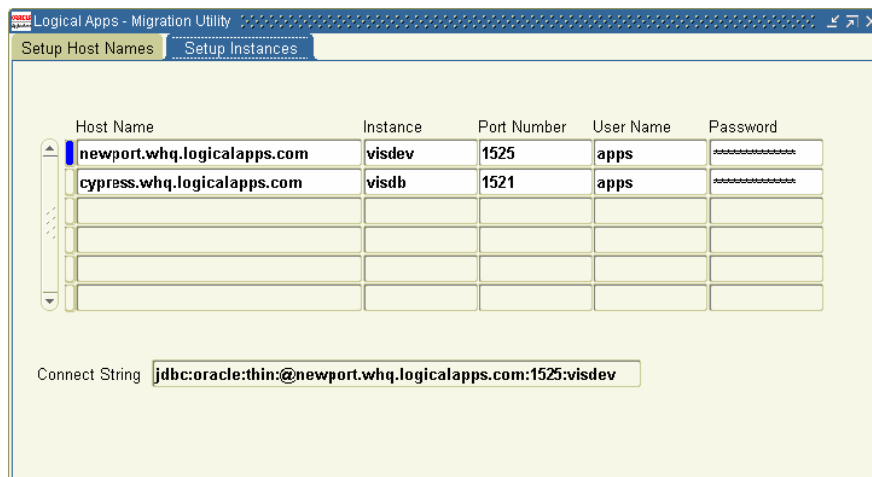 Logical Apps - Migration Utility
Setup Host Names Setup Instances
Host Name Instance Port Number User Name Password
newport.whq.logicalapps.com visdev 1525 apps **************
cypress.whq.logicalapps.com visdb 1521 apps **************
Connect String jdbc:oracle:thin:@newport.whq.logicalapps.com:1525:visdev